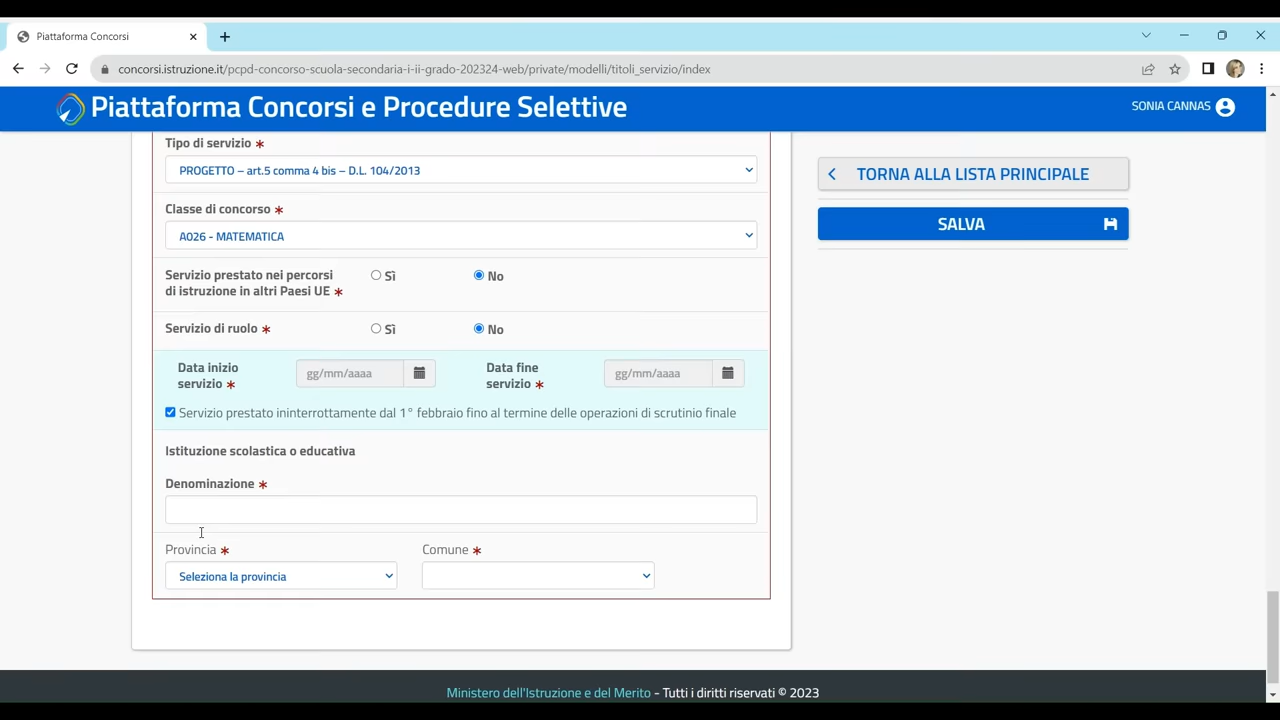 Piattaforma Concorsi
concorsi.istruzione.it/pcpd-concorso-scuola-secondaria-i-ii-grado-202324-web/private/modelli/titoli_servizio/index
Piattaforma Concorsi e Procedure Selettive
SONIA CANNAS
Tipo di servizio *
PROGETTO – art.5 comma 4 bis – D.L. 104/2013
TORNA ALLA LISTA PRINCIPALE
Classe di concorso *
SALVA
A026 - MATEMATICA
Servizio prestato nei percorsi
di istruzione in altri Paesi UE *
Sì No
Servizio di ruolo * Sì No
Data inizio
servizio *
gg/mm/aaaa
Data fine
servizio *
gg/mm/aaaa
Servizio prestato ininterrottamente dal 1° febbraio fino al termine delle operazioni di scrutinio finale
Istituzione scolastica o educativa
Denominazione *
Provincia * Comune *
Seleziona la provincia
Ministero dell'Istruzione e del Merito - Tutti i diritti riservati © 2023